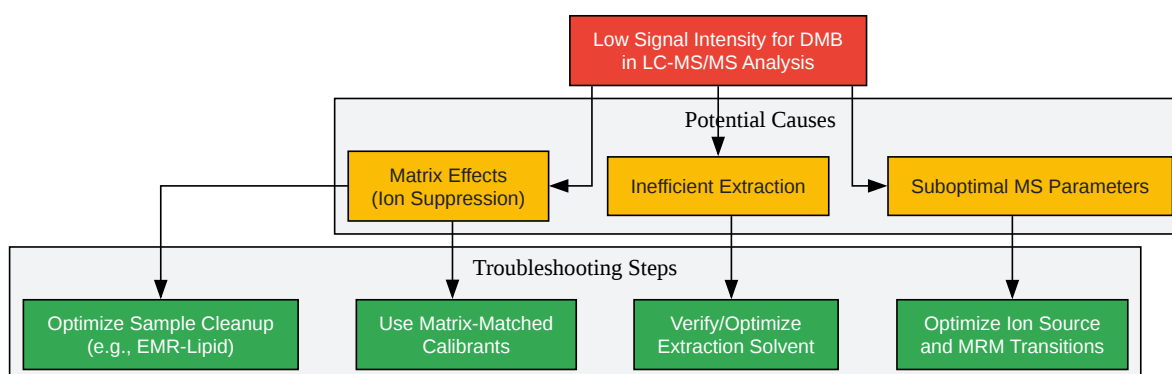 Low Signal Intensity for DMB
in LC-MS/MS Analysis
Potential Causes
Matrix Effects
(Ion Suppression)
Inefficient Extraction
Suboptimal MS Parameters
Troubleshooting Steps
Optimize Sample Cleanup
(e.g., EMR-Lipid)
Use Matrix-Matched
Calibrants
Verify/Optimize
Extraction Solvent
Optimize Ion Source
and MRM Transitions